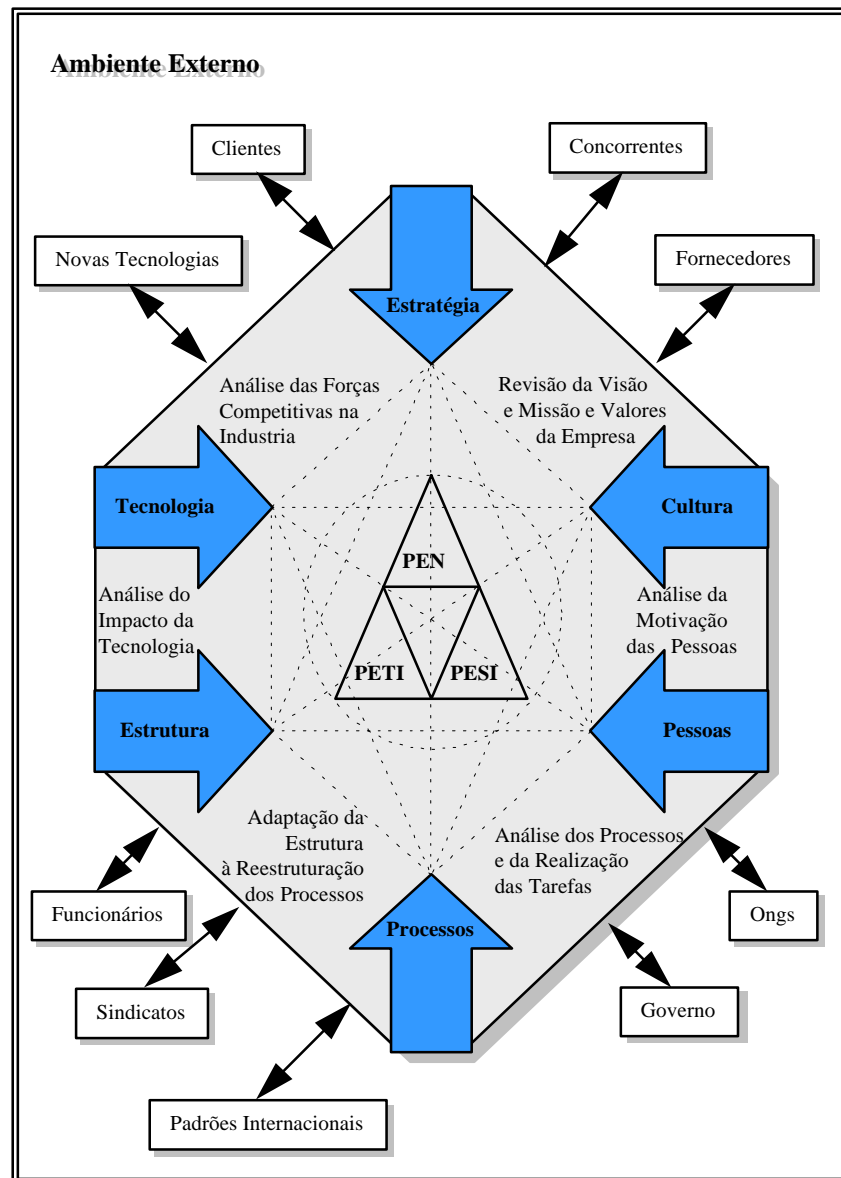 Ambiente Externo
Clientes
Concorrentes
Novas Tecnologias
Fornecedores
Estratégia
Análise das Forças
Competitivas na
Industria
Revisão da Visão
e Missão e Valores
da Empresa
Tecnologia
Cultura
PEN
Análise do
Impacto da
Tecnologia
Análise da
Motivação
das Pessoas
PETI
PESI
Estrutura
Pessoas
Adaptação da
Estrutura
à Reestruturação
dos Processos
Análise dos Processos
e da Realização
das Tarefas
Processos
Funcionários
Ongs
Sindicatos
Governo
Padrões Internacionais